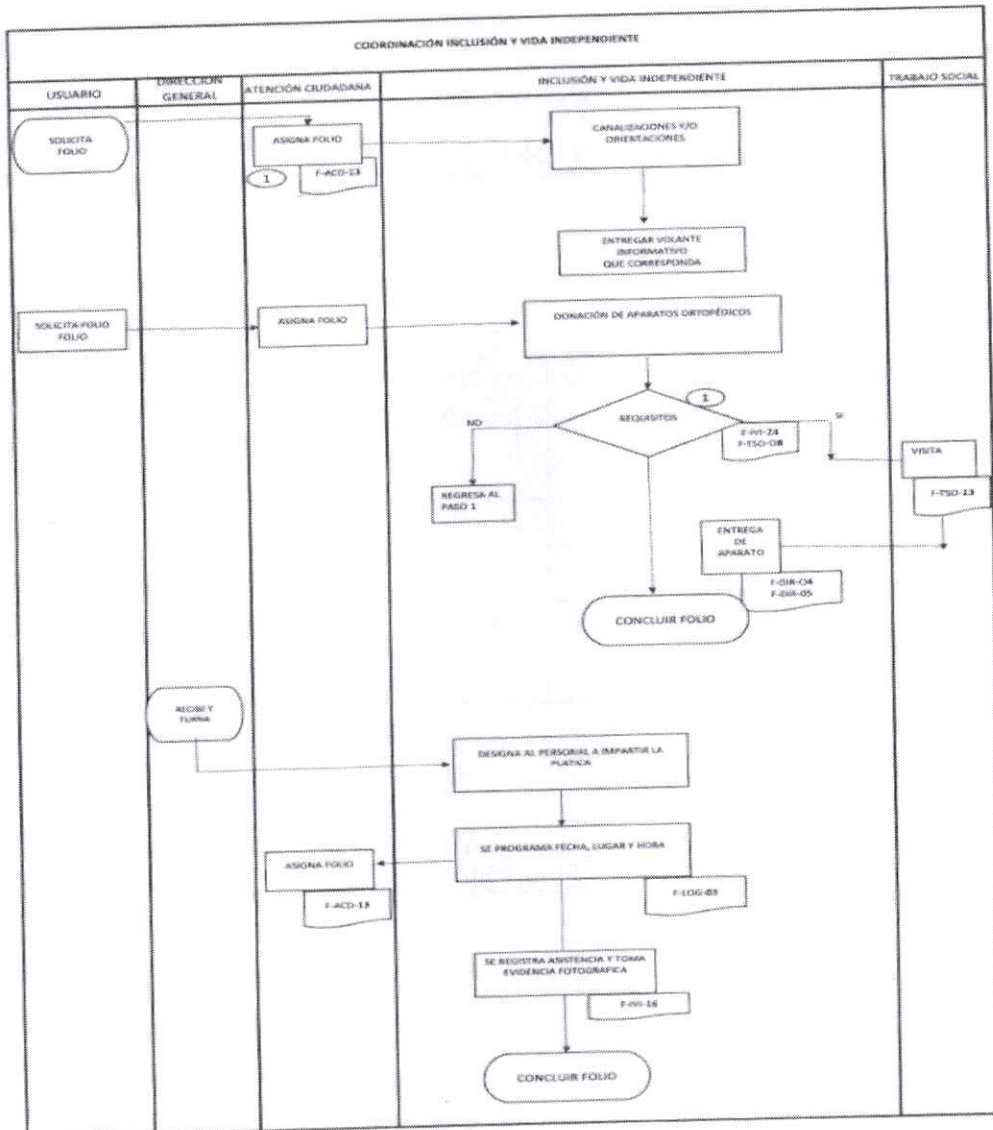 COORDINACIÓN INCLUSIÓN Y VIDA INDEPENDIENTE
USUARIO
DIRECCION
GENERAL
ATENCIÓN CIUDADANA
INCLUSIÓN Y VIDA INDEPENDIENTE
TRABAJO SOCIAL
SOLICITA
FOLIO
ASIGNA FOLIO
1
F-ACD-13
CANALIZACIONES Y/O
ORIENTACIONES
ENTREGAR VOLANTE
INFORMATIVO
QUE CORRESPONDA
SOLICITA FOLIO
FOLIO
ASIGNA FOLIO
DONACIÓN DE APARATOS ORTOPÉDICOS
REQUISITOS
1
NO
SI
F-IVI-24
F-TSO-08
VISITA
F-TSO-13
REGRESA AL
PASO 1
ENTREGA
DE
APARATO
F-DIR-04
F-DIR-05
CONCLUIR FOLIO
RECIBE Y
TURNA
DESIGNA AL PERSORIAL A IMPARTIR LA
PLATICA
SE PROGRAMA FECHA, LUGAR Y HORA
ASIGNA FOLIO
F-ACD-13
F-LOG-03
SE REGISTRA ASISTENCIA Y TOMA
EVIDENCIA FOTOGRAFICA
F-IVI-16
CONCLUIR FOLIO